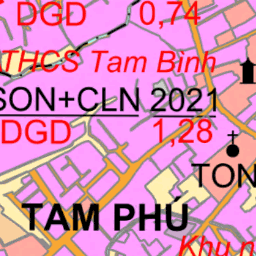 DGD 0,74
THCS Tam Bình
SON+CLN 2021
DGD 1,28
TON
TAM PHÚ
Khu n